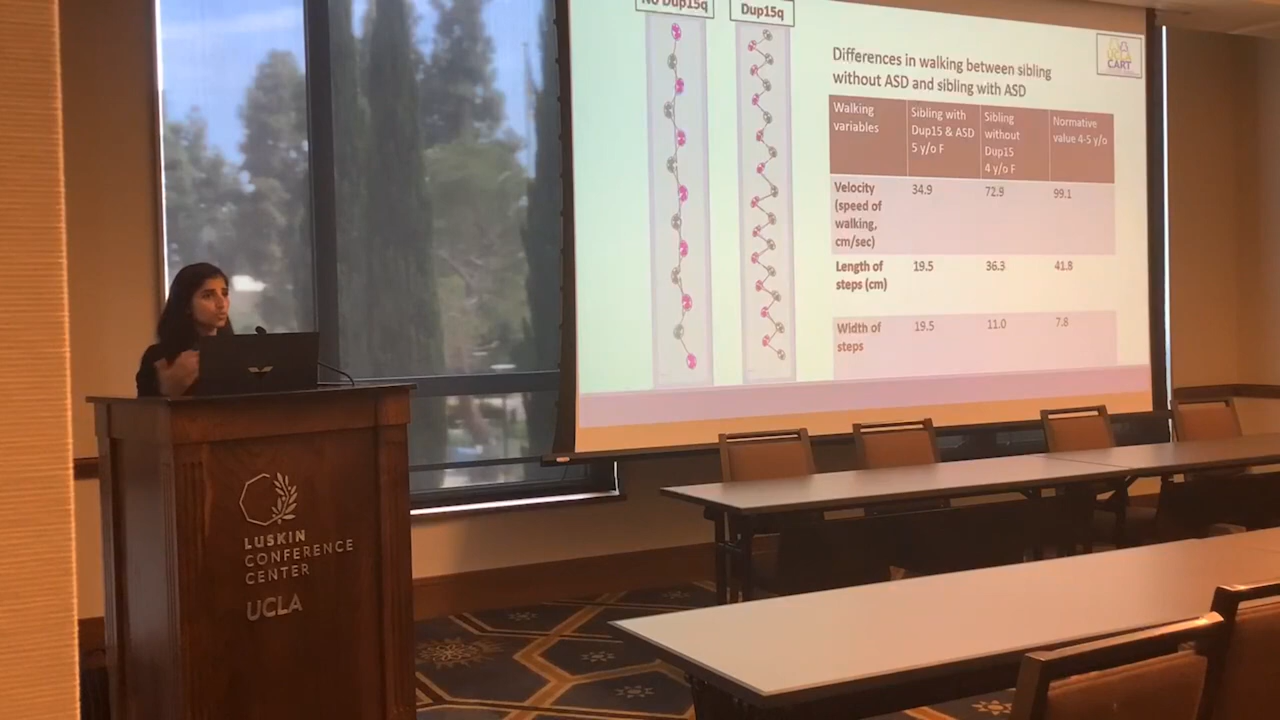 No Dup15q
Dup15q
Differences in walking between sibling
without ASD and sibling with ASD
CART
Walking
variables
Sibling with
Dup15 & ASD
5 y/o F
Sibling
without
Dup15
4 y/o F
Normative
value 4-5 y/o
Velocity
(speed of
walking,
cm/sec)
34.9
72.9
99.1
Length of
steps (cm)
19.5
36.3
41.8
Width of
steps
19.5
11.0
7.8
LUSKIN
CONFERENCE
CENTER
UCLA